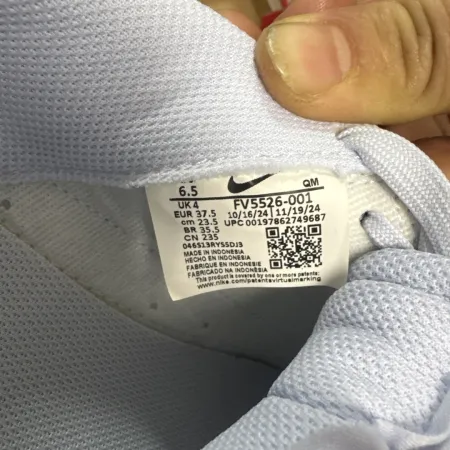 6.5 QM
UK 4 FV5526-001
EUR 37.5 10/16/24 11/19/24
cm 23.5 UPC 00197862749687
BR 35.5
CN 235
046513RY55DJ3
MADE IN INDONESIA
HECHO EN INDONESIA
FABRIQUE EN INDONESIE
FABRICADO NA INDONESIA
This product is covered by one or more patents:
www.nike.com/patentsvirtualmarking